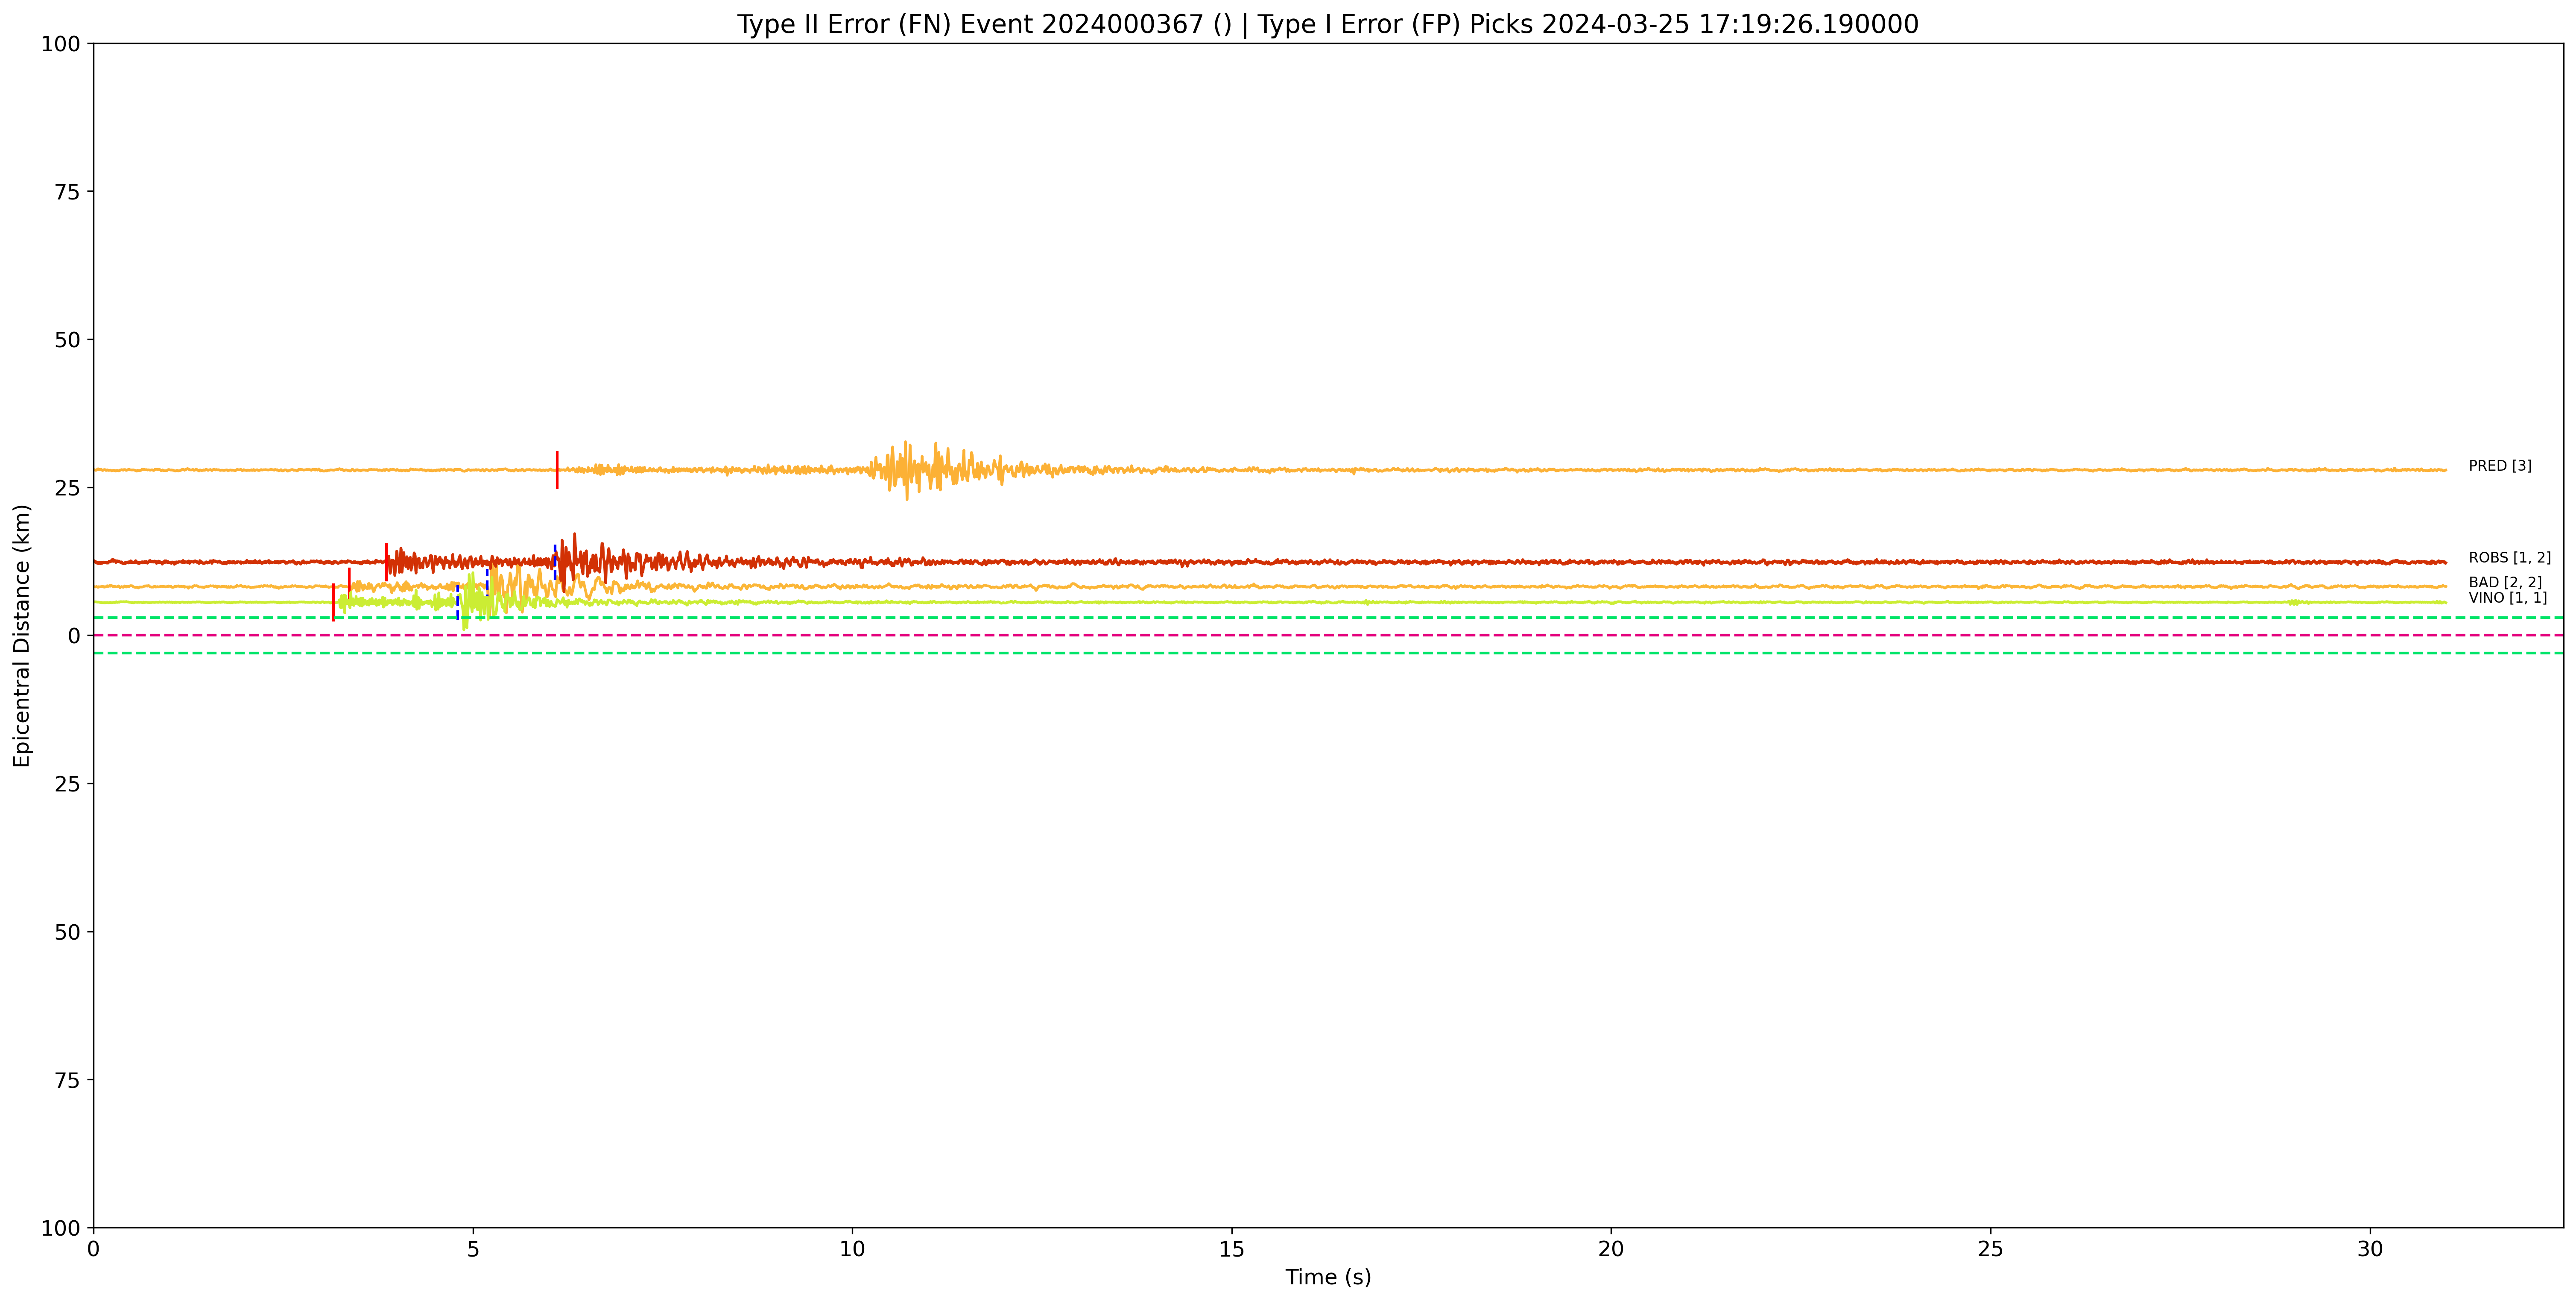 Type II Error (FN) Event 2024000367 () | Type I Error (FP) Picks 2024-03-25 17:19:26.190000
100
75
50
25
0
25
50
75
100
Epicentral Distance (km)
PRED [3]
ROBS [1, 2]
BAD [2, 2]
VINO [1, 1]
0 5 10 15 20 25 30
Time (s)